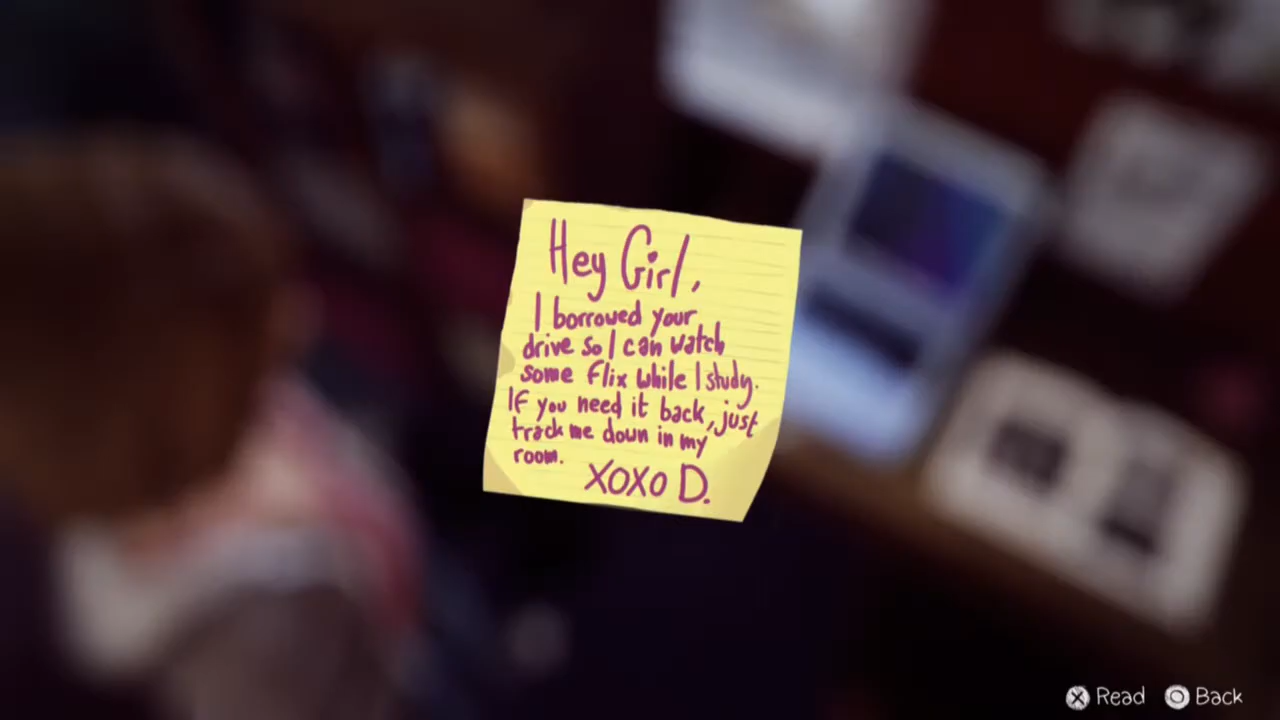 Hey Girl,
I borrowed your
drive so I can watch
some flix while I study.
If you need it back, just
track me down in my
room.
XOXO D.
Read Back